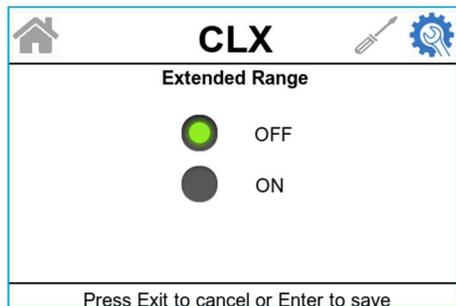 CLX
Extended Range
OFF
ON
Press Exit to cancel or Enter to save